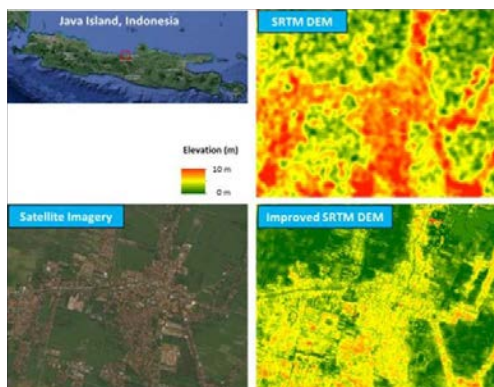 Java Island, Indonesia
SRTM DEM
Elevation (m)
10 m
0 m
Satellite Imagery
Improved SRTM DEM